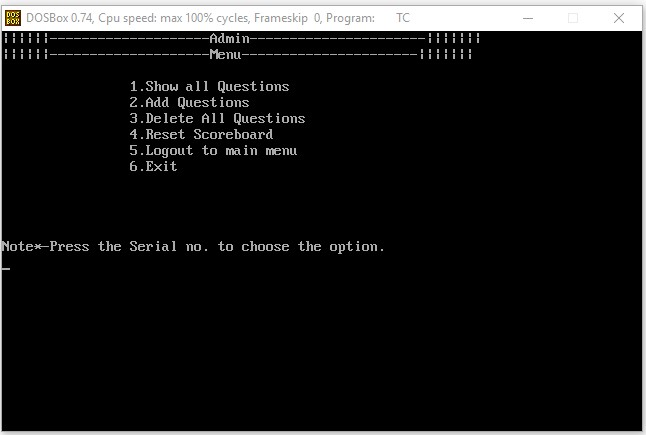 DOS BOX DOSBox 0.74, Cpu speed: max 100% cycles, Frameskip 0, Program: TC
¦¦¦¦¦¦--------------------Admin----------------------¦¦¦¦¦¦¦
¦¦¦¦¦¦--------------------Menu----------------------¦¦¦¦¦¦¦
1.Show all Questions
2.Add Questions
3.Delete All Questions
4.Reset Scoreboard
5.Logout to main menu
6.Exit
Note*-Press the Serial no. to choose the option.
_